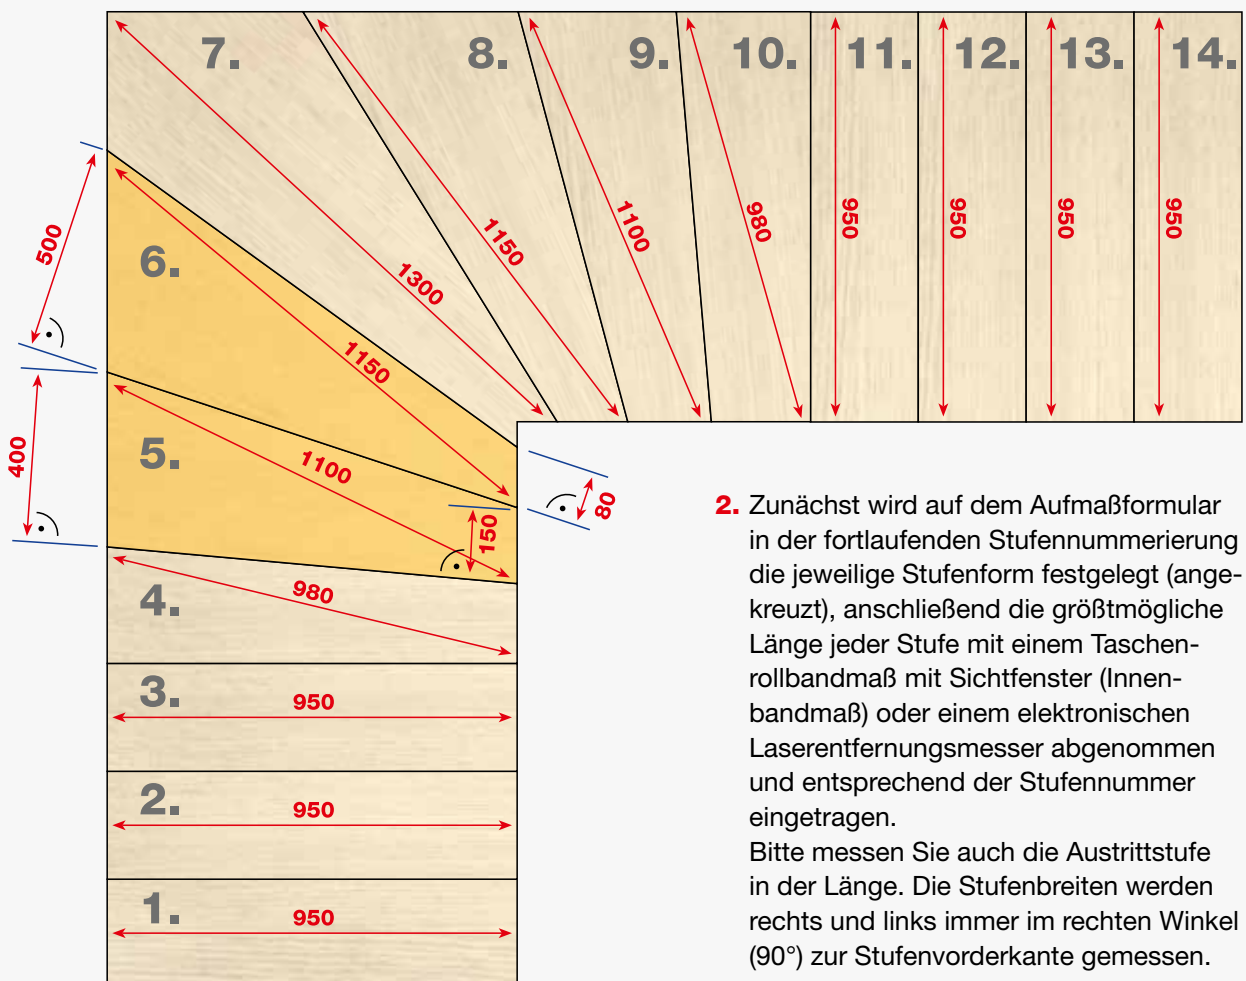 7.
8.
9.
10.
11.
12.
13.
14.
950
950
950
950
980
1100
1150
1300
500
6.
1150
400
5.
1100
150
80
4.
980
3.
950
2.
950
1.
950
2. Zunächst wird auf dem Aufmaßformular
in der fortlaufenden Stufennummerierung
die jeweilige Stufenform festgelegt (ange-
kreuzt), anschließend die größtmögliche
Länge jeder Stufe mit einem Taschen-
rollbandmaß mit Sichtfenster (Innen-
bandmaß) oder einem elektronischen
Laserentfernungsmesser abgenommen
und entsprechend der Stufennummer
eingetragen.
Bitte messen Sie auch die Austrittstufe
in der Länge. Die Stufenbreiten werden
rechts und links immer im rechten Winkel
(90°) zur Stufenvorderkante gemessen.